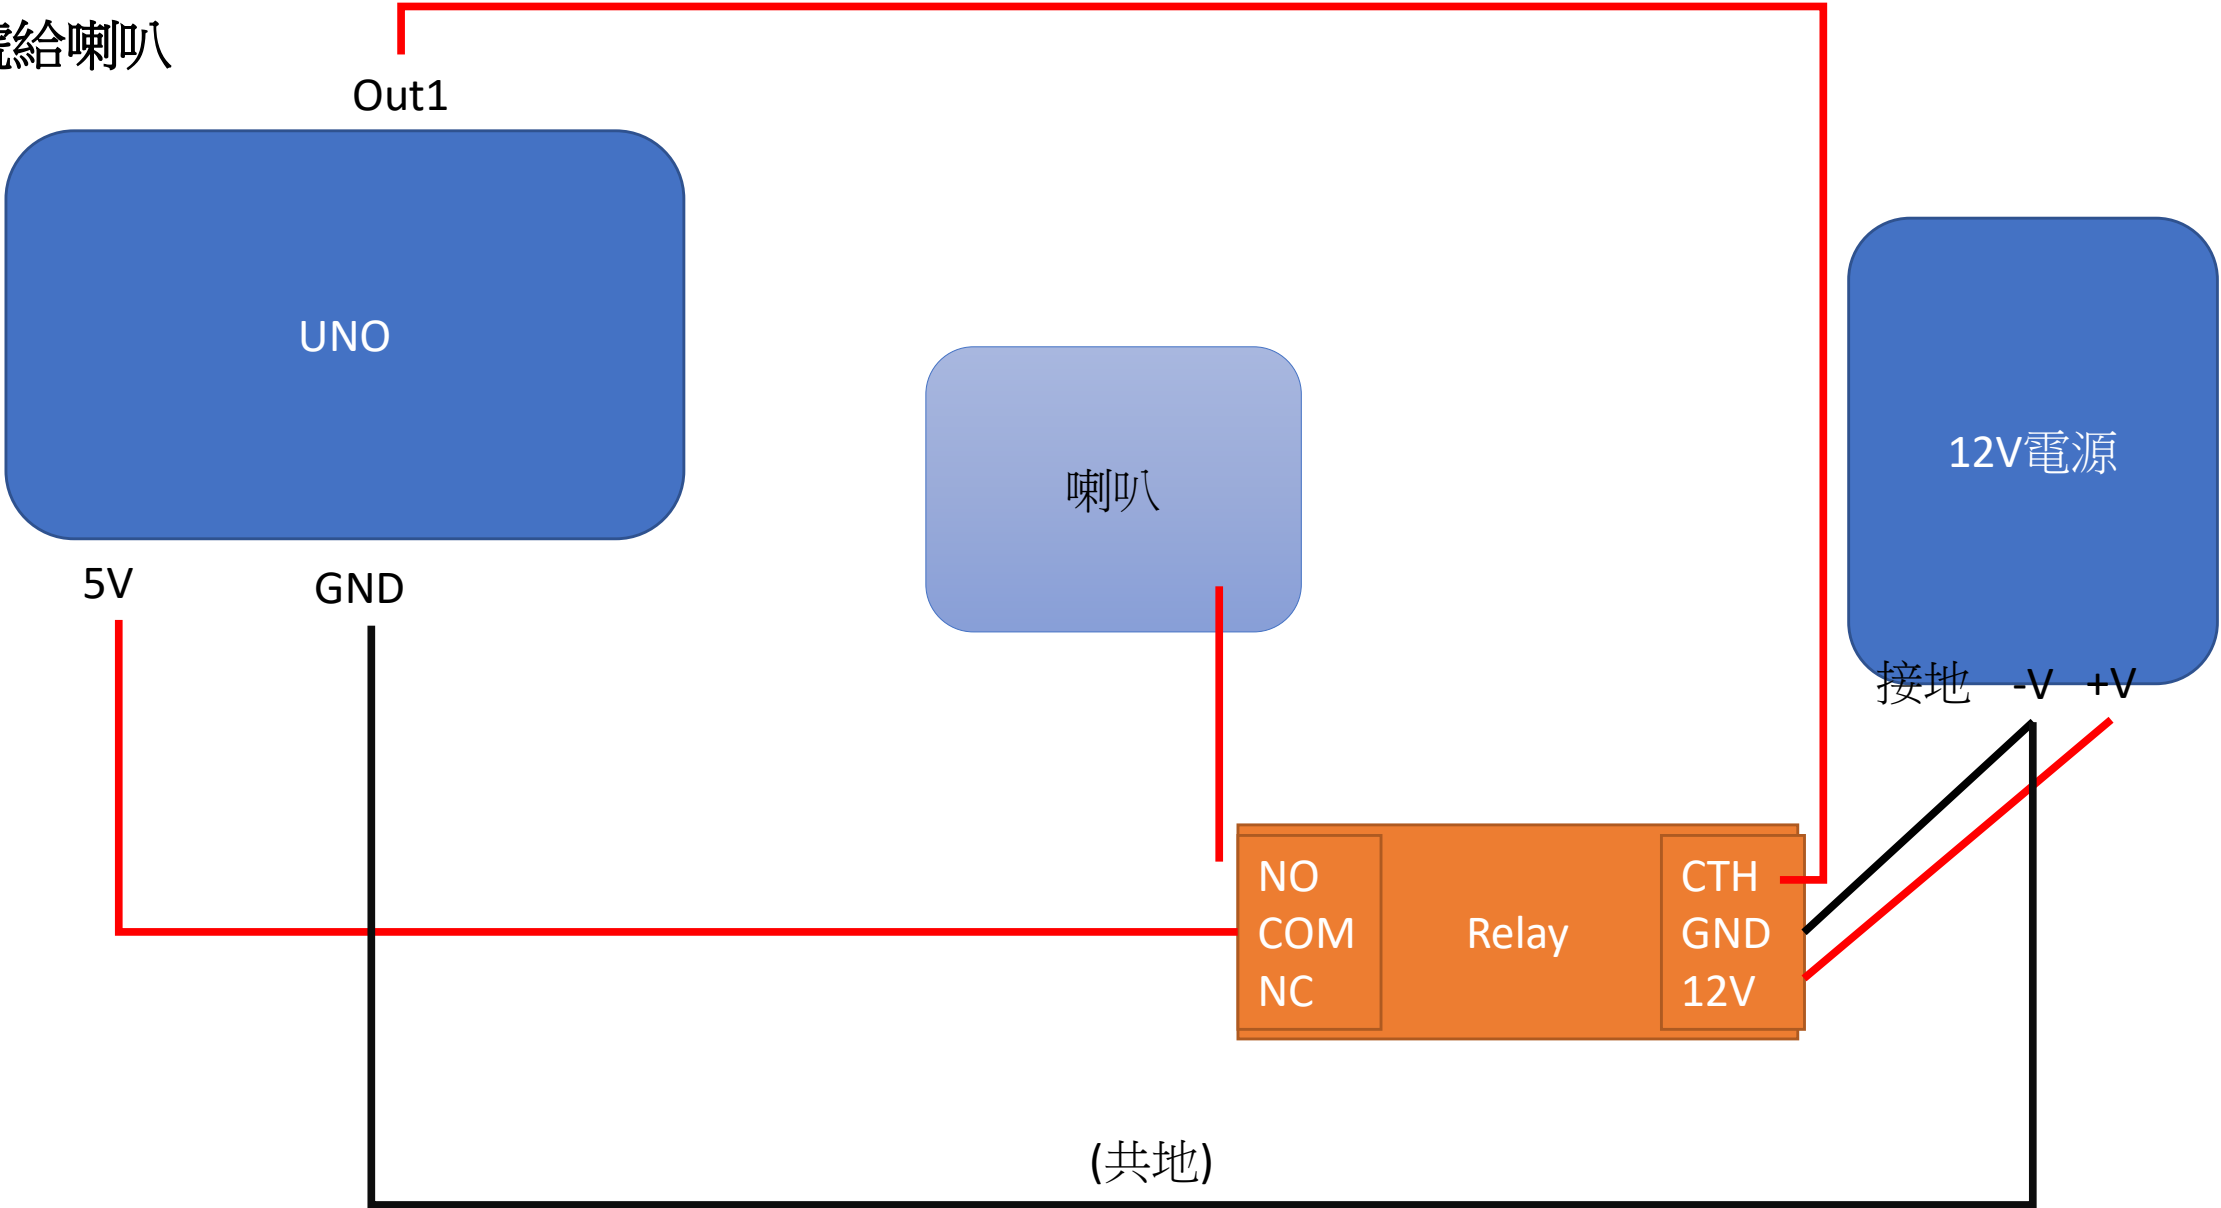 給喇叭
Out1
UNO
5V
GND
喇叭
12V電源
接地 -V +V
NO
COM
NC
Relay
CTH
GND
12V
(共地)